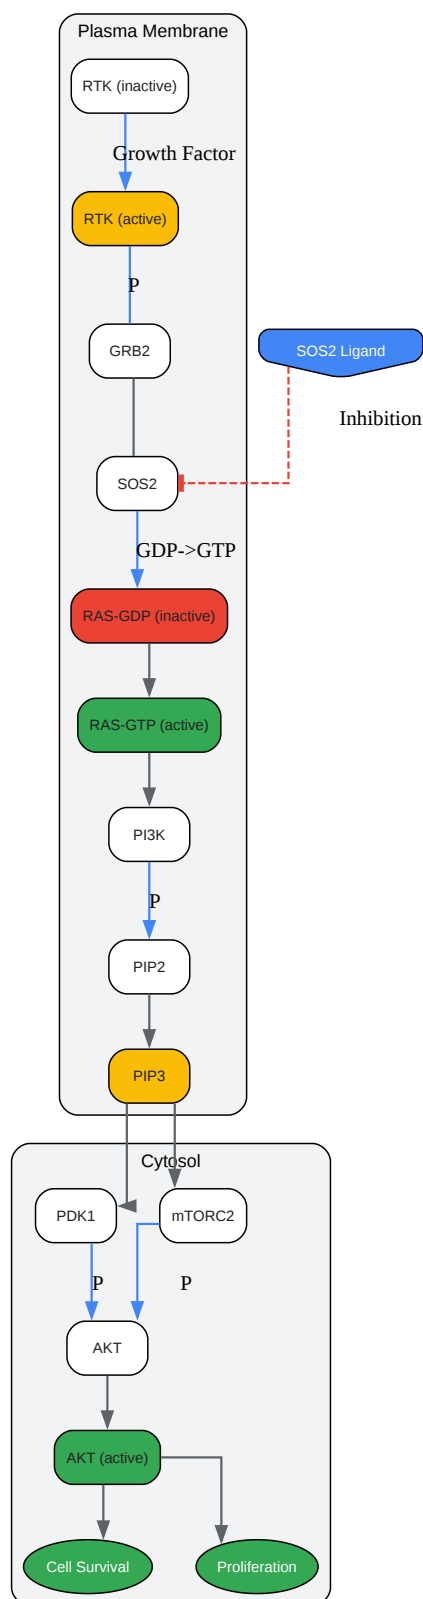 Plasma Membrane
RTK (inactive)
Growth Factor
RTK (active)
P
GRB2
SOS2 Ligand
Inhibition
SOS2
GDP->GTP
RAS-GDP (inactive)
RAS-GTP (active)
PI3K
P
PIP2
PIP3
Cytosol
PDK1
mTORC2
P
P
AKT
AKT (active)
Cell Survival
Proliferation